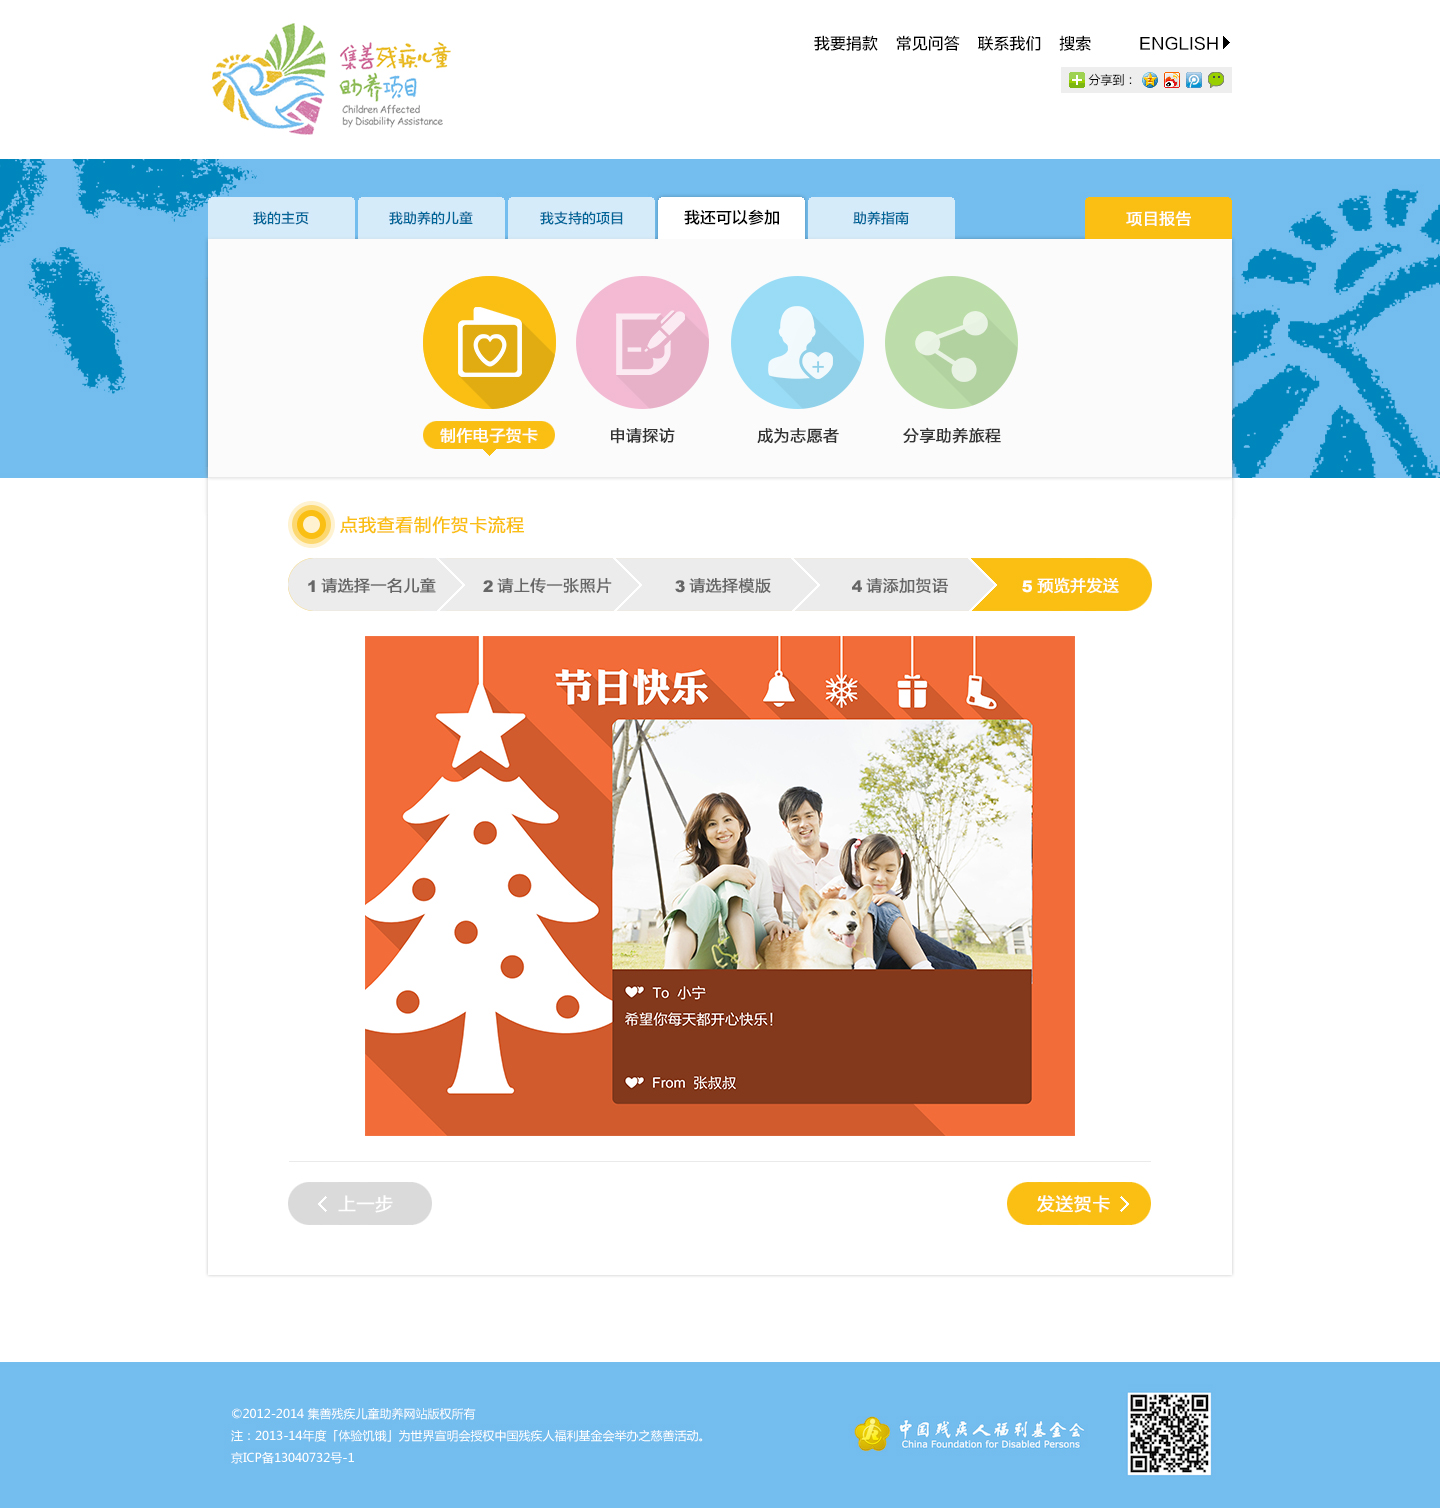 集善残疾儿童
助养项目
Children Affected
by Disability Assistance
我要捐款 常见问答 联系我们 搜索 ENGLISH
分享到：
我的主页 我助养的儿童 我支持的项目 我还可以参加 助养指南 项目报告
制作电子贺卡 申请探访 成为志愿者 分享助养旅程
点我查看制作贺卡流程
1 请选择一名儿童 2 请上传一张照片 3 请选择模版 4 请添加贺语 5 预览并发送
节日快乐
To 小宁
希望你每天都开心快乐！
From 张叔叔
上一步 发送贺卡
©2012-2014 集善残疾儿童助养网站版权所有
注：2013-14年度「体验饥饿」为世界宣明会授权中国残疾人福利基金会举办之慈善活动。
京ICP备13040732号-1
中国残疾人福利基金会
China Foundation for Disabled Persons